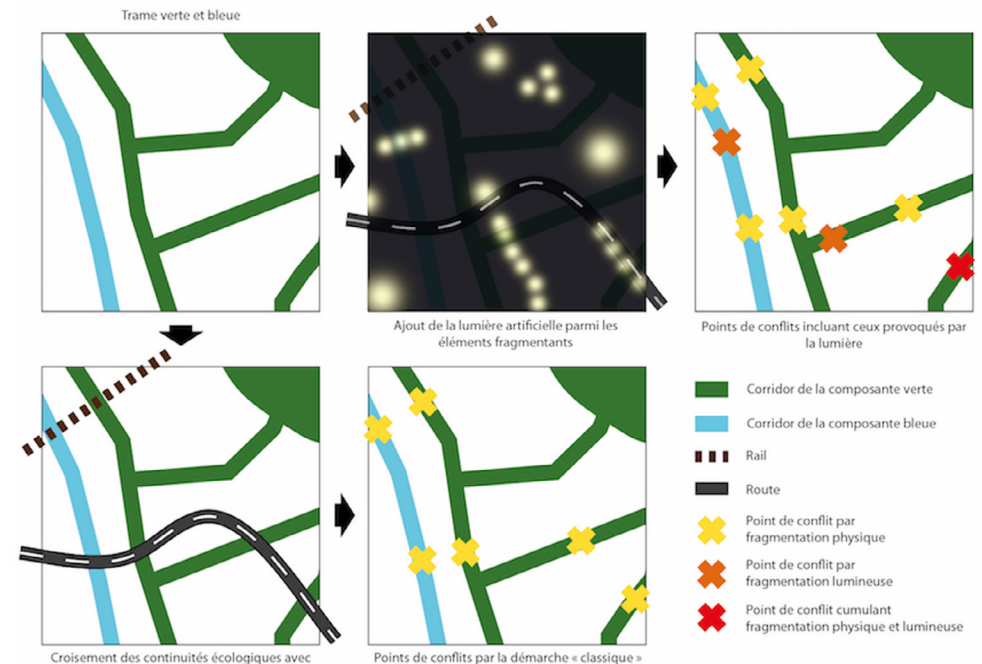 Trame verte et bleue
Ajout de la lumière artificielle parmi les
éléments fragmentants
Points de conflits incluant ceux provoqués par
la lumière
Croisement des continuités écologiques avec
Points de conflits par la démarche « classique »
Corridor de la composante verte
Corridor de la composante bleue
Rail
Route
Point de conflit par
fragmentation physique
Point de conflit par
fragmentation lumineuse
Point de conflit cumulant
fragmentation physique et lumineuse